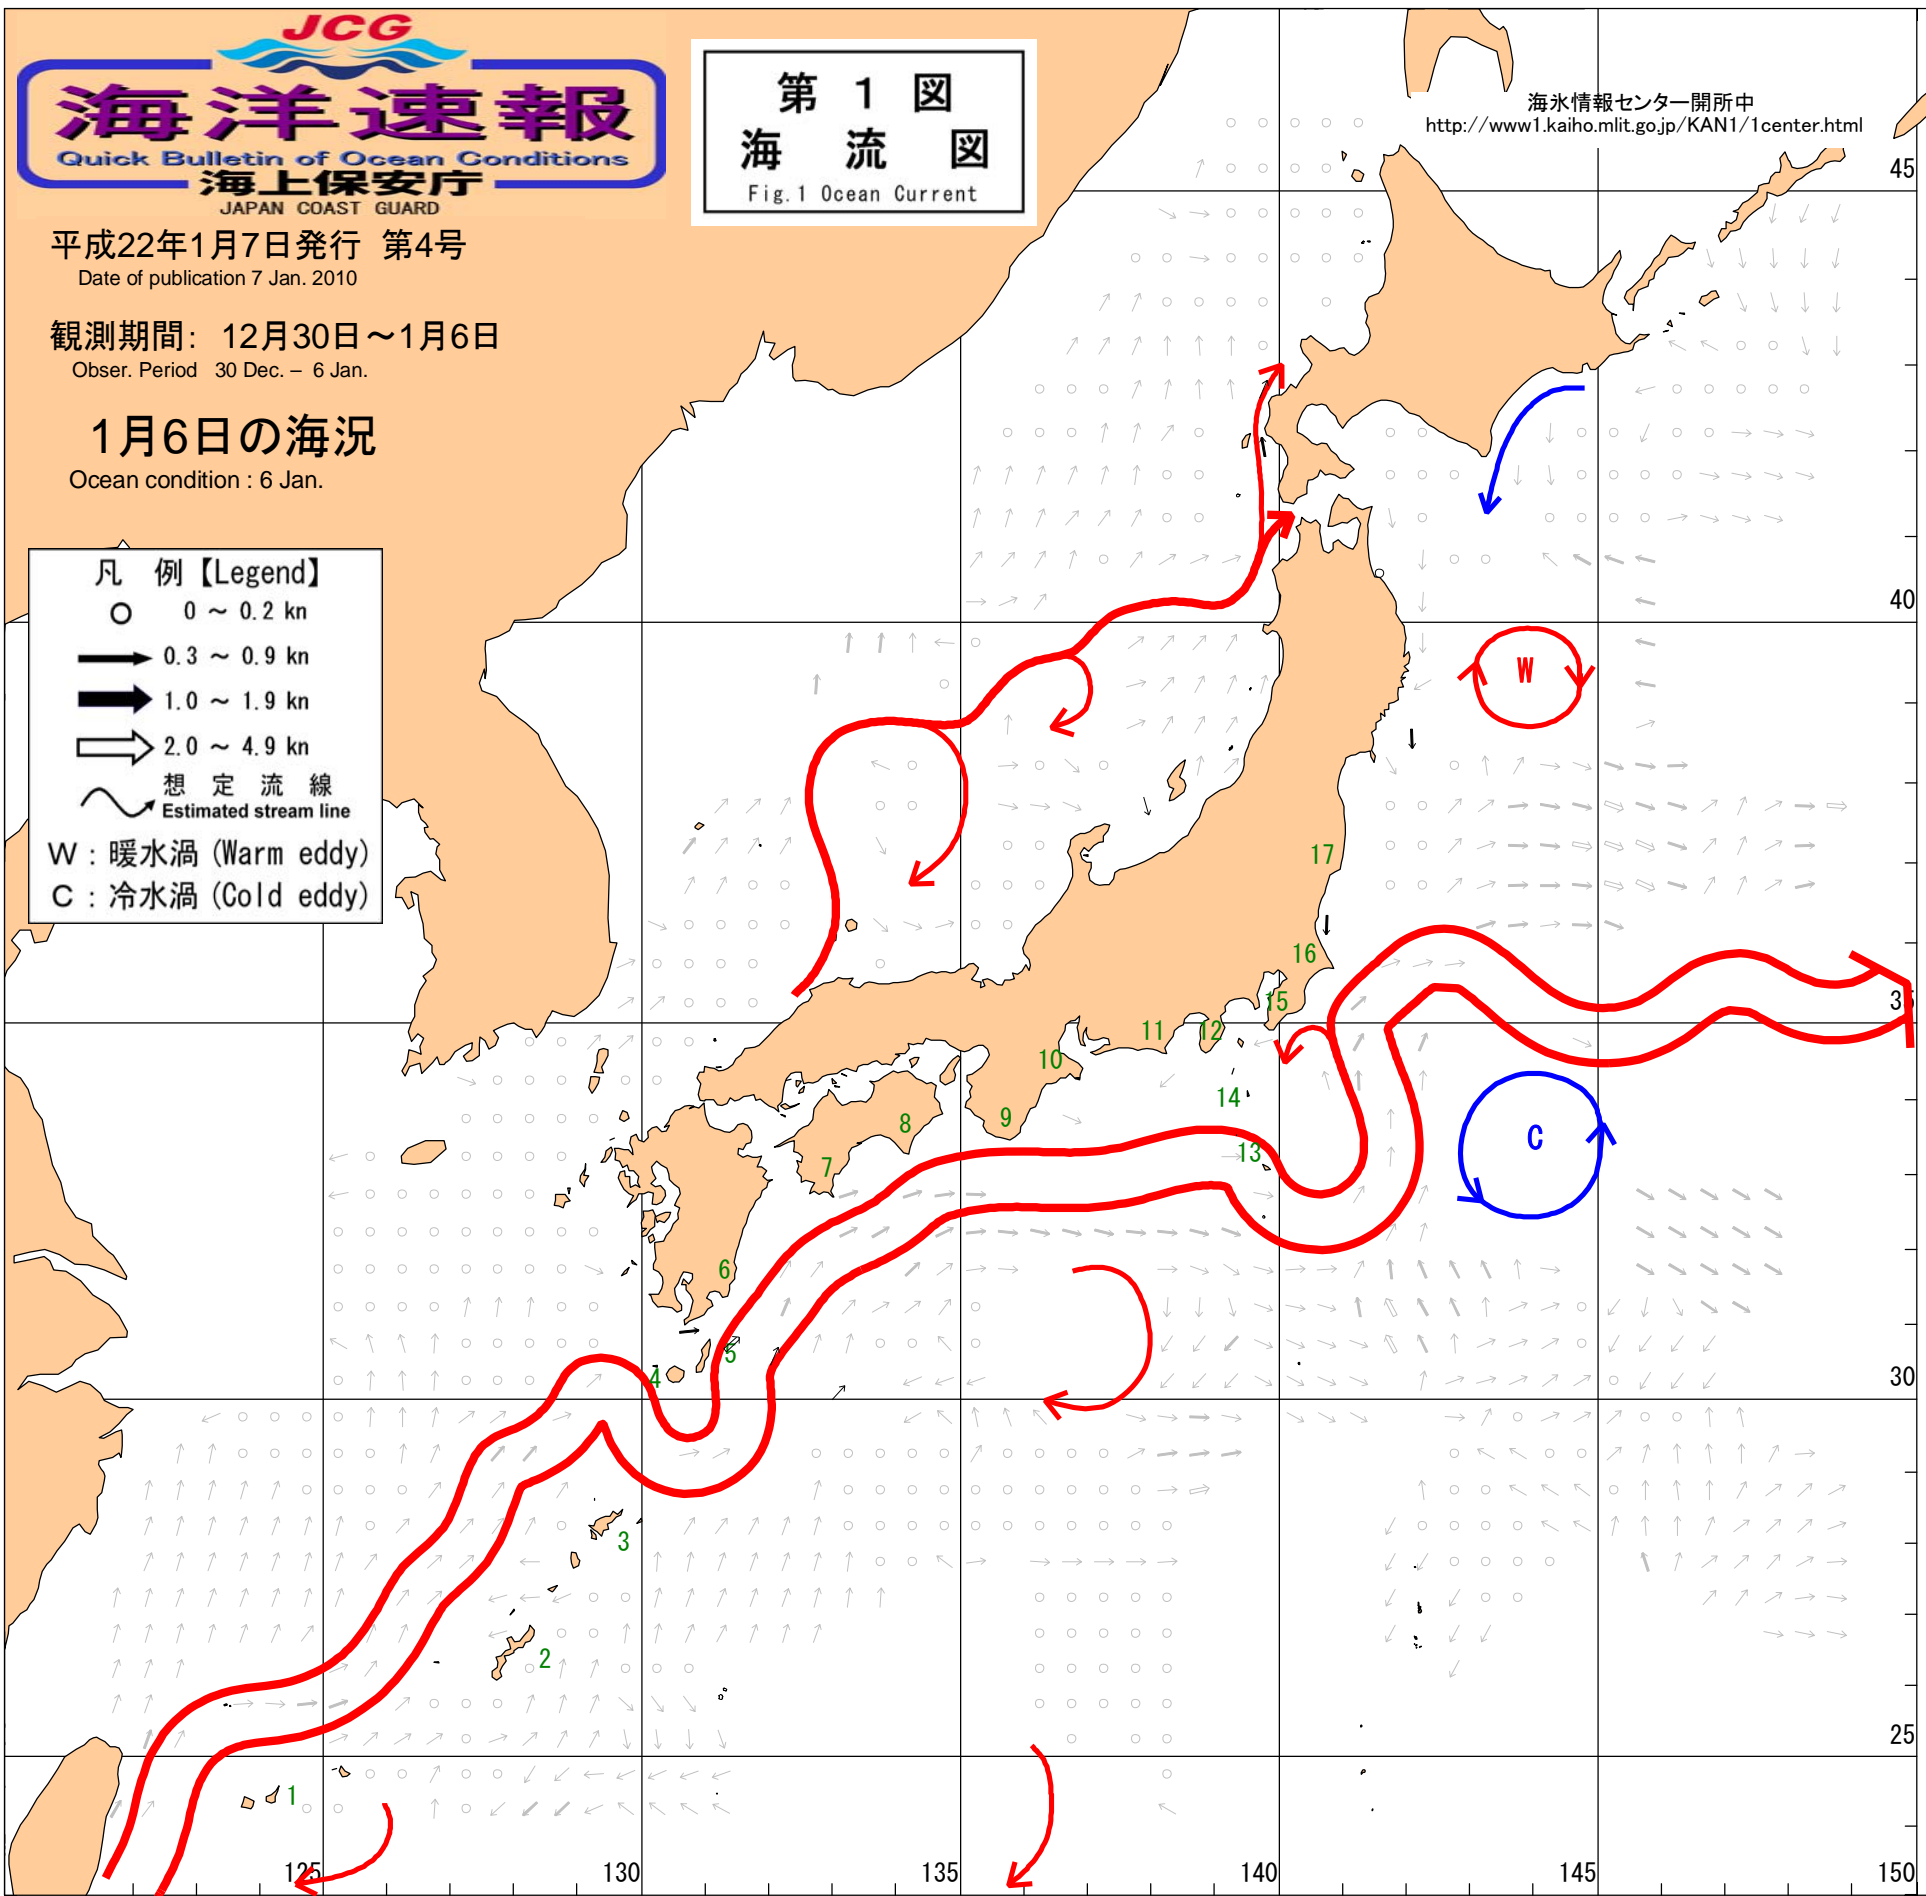 JCG
海洋速報
Quick Bulletin of Ocean Conditions
海上保安庁
JAPAN COAST GUARD
平成22年1月7日発行 第4号
Date of publication 7 Jan. 2010
観測期間: 12月30日～1月6日
Obser. Period 30 Dec. – 6 Jan.
1月6日の海況
Ocean condition : 6 Jan.
第 1 図
海 流 図
Fig.1 Ocean Current
海氷情報センター開所中
http://www1.kaiho.mlit.go.jp/KAN1/1center.html
凡 例【Legend】
0 ～ 0.2 kn
0.3 ～ 0.9 kn
1.0 ～ 1.9 kn
2.0 ～ 4.9 kn
想 定 流 線
Estimated stream line
W : 暖水渦 (Warm eddy)
C : 冷水渦 (Cold eddy)
45
40
W
17
16
35
15
11
12
10
14
9
8
C
13
7
6
5
4
30
3
2
25
1
125
130
135
140
145
150